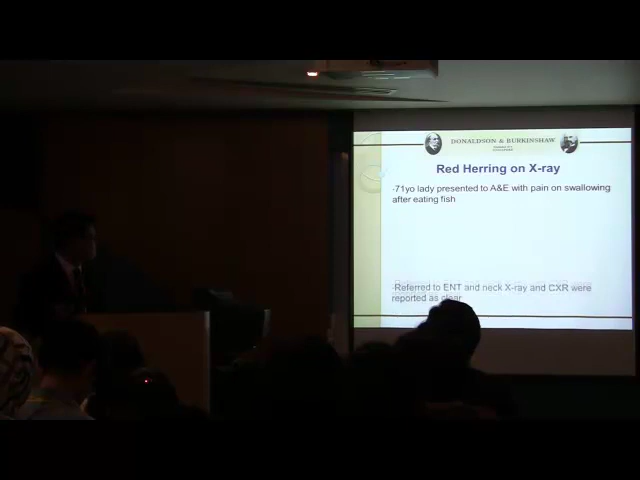 DONALDSON & BURKINSHAW
Red Herring on X-ray
-71yo lady presented to A&E with pain on swallowing
after eating fish
-Referred to ENT and neck X-ray and CXR were
reported as clear